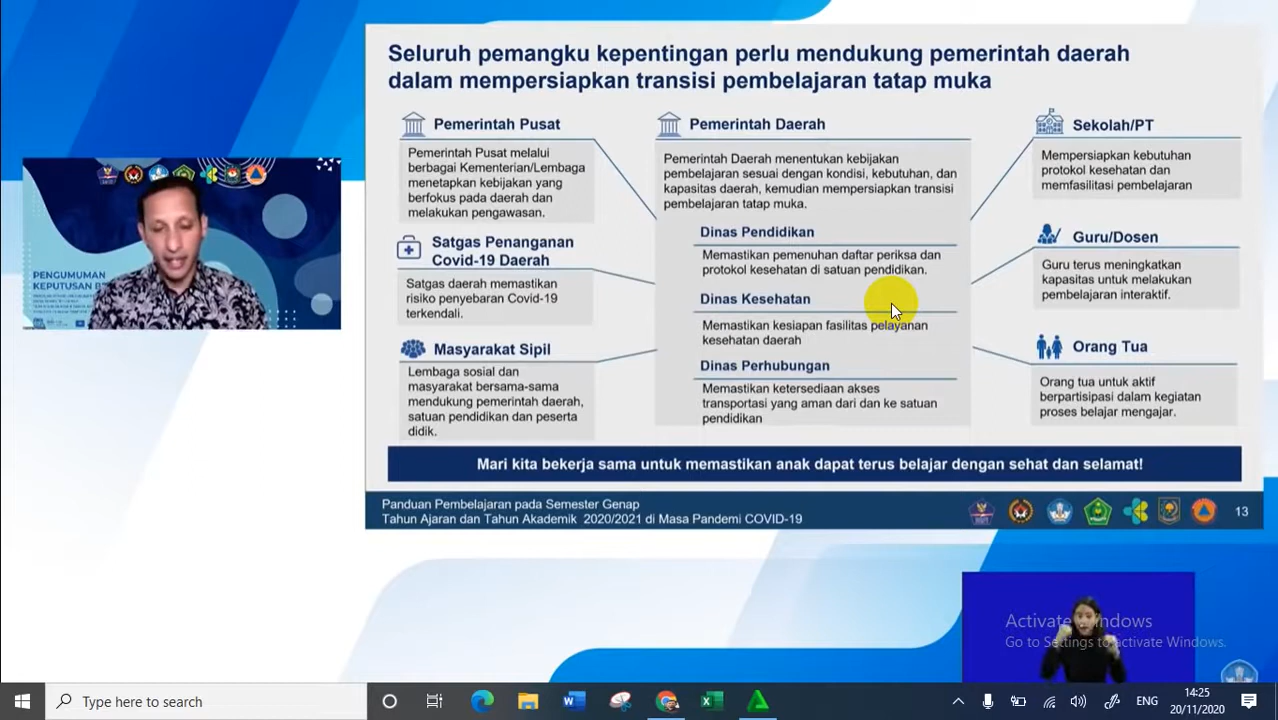 Seluruh pemangku kepentingan perlu mendukung pemerintah daerah
dalam mempersiapkan transisi pembelajaran tatap muka
Pemerintah Pusat
Pemerintah Pusat melalui
berbagai Kementerian/Lembaga
menetapkan kebijakan yang
berfokus pada daerah dan
melakukan pengawasan.
Satgas Penanganan
Covid-19 Daerah
Satgas daerah memastikan
risiko penyebaran Covid-19
terkendali.
Masyarakat Sipil
Lembaga sosial dan
masyarakat bersama-sama
mendukung pemerintah daerah,
satuan pendidikan dan peserta
didik.
Pemerintah Daerah
Pemerintah Daerah menentukan kebijakan
pembelajaran sesuai dengan kondisi, kebutuhan, dan
kapasitas daerah, kemudian mempersiapkan transisi
pembelajaran tatap muka.
Dinas Pendidikan
Memastikan pemenuhan daftar periksa dan
protokol kesehatan di satuan pendidikan.
Dinas Kesehatan
Memastikan kesiapan fasilitas pelayanan
kesehatan daerah
Dinas Perhubungan
Memastikan ketersediaan akses
transportasi yang aman dari dan ke satuan
pendidikan
Sekolah/PT
Mempersiapkan kebutuhan
protokol kesehatan dan
memfasilitasi pembelajaran
Guru/Dosen
Guru terus meningkatkan
kapasitas untuk melakukan
pembelajaran interaktif.
Orang Tua
Orang tua untuk aktif
berpartisipasi dalam kegiatan
proses belajar mengajar.
Mari kita bekerja sama untuk memastikan anak dapat terus belajar dengan sehat dan selamat!
Panduan Pembelajaran pada Semester Genap
Tahun Ajaran dan Tahun Akademik 2020/2021 di Masa Pandemi COVID-19
13
PENGUMUMAN
KEPUTUSAN
Activate Windows
Go to Settings to activate Windows.
Type here to search
ENG
14:25
20/11/2020